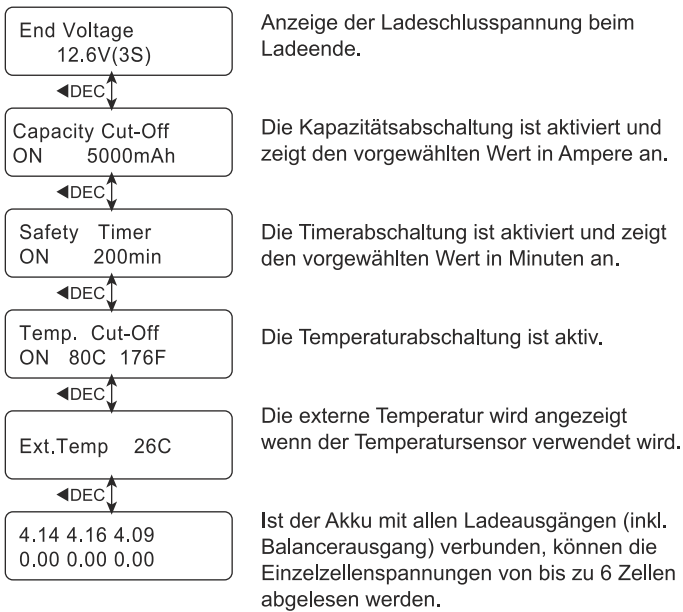 End Voltage
12.6V(3S)
Anzeige der Ladeschlusspannung beim
Ladeende.
◀DEC
Capacity Cut-Off
ON 5000mAh
Die Kapazitätsabschaltung ist aktiviert und
zeigt den vorgewählten Wert in Ampere an.
◀DEC
Safety Timer
ON 200min
Die Timerabschaltung ist aktiviert und zeigt
den vorgewählten Wert in Minuten an.
◀DEC
Temp. Cut-Off
ON 80C 176F
Die Temperaturabschaltung ist aktiv.
◀DEC
Ext.Temp 26C
Die externe Temperatur wird angezeigt
wenn der Temperatursensor verwendet wird.
◀DEC
4.14 4.16 4.09
0.00 0.00 0.00
Ist der Akku mit allen Ladeausgängen (inkl.
Balancerausgang) verbunden, können die
Einzelzellenspannungen von bis zu 6 Zellen
abgelesen werden.